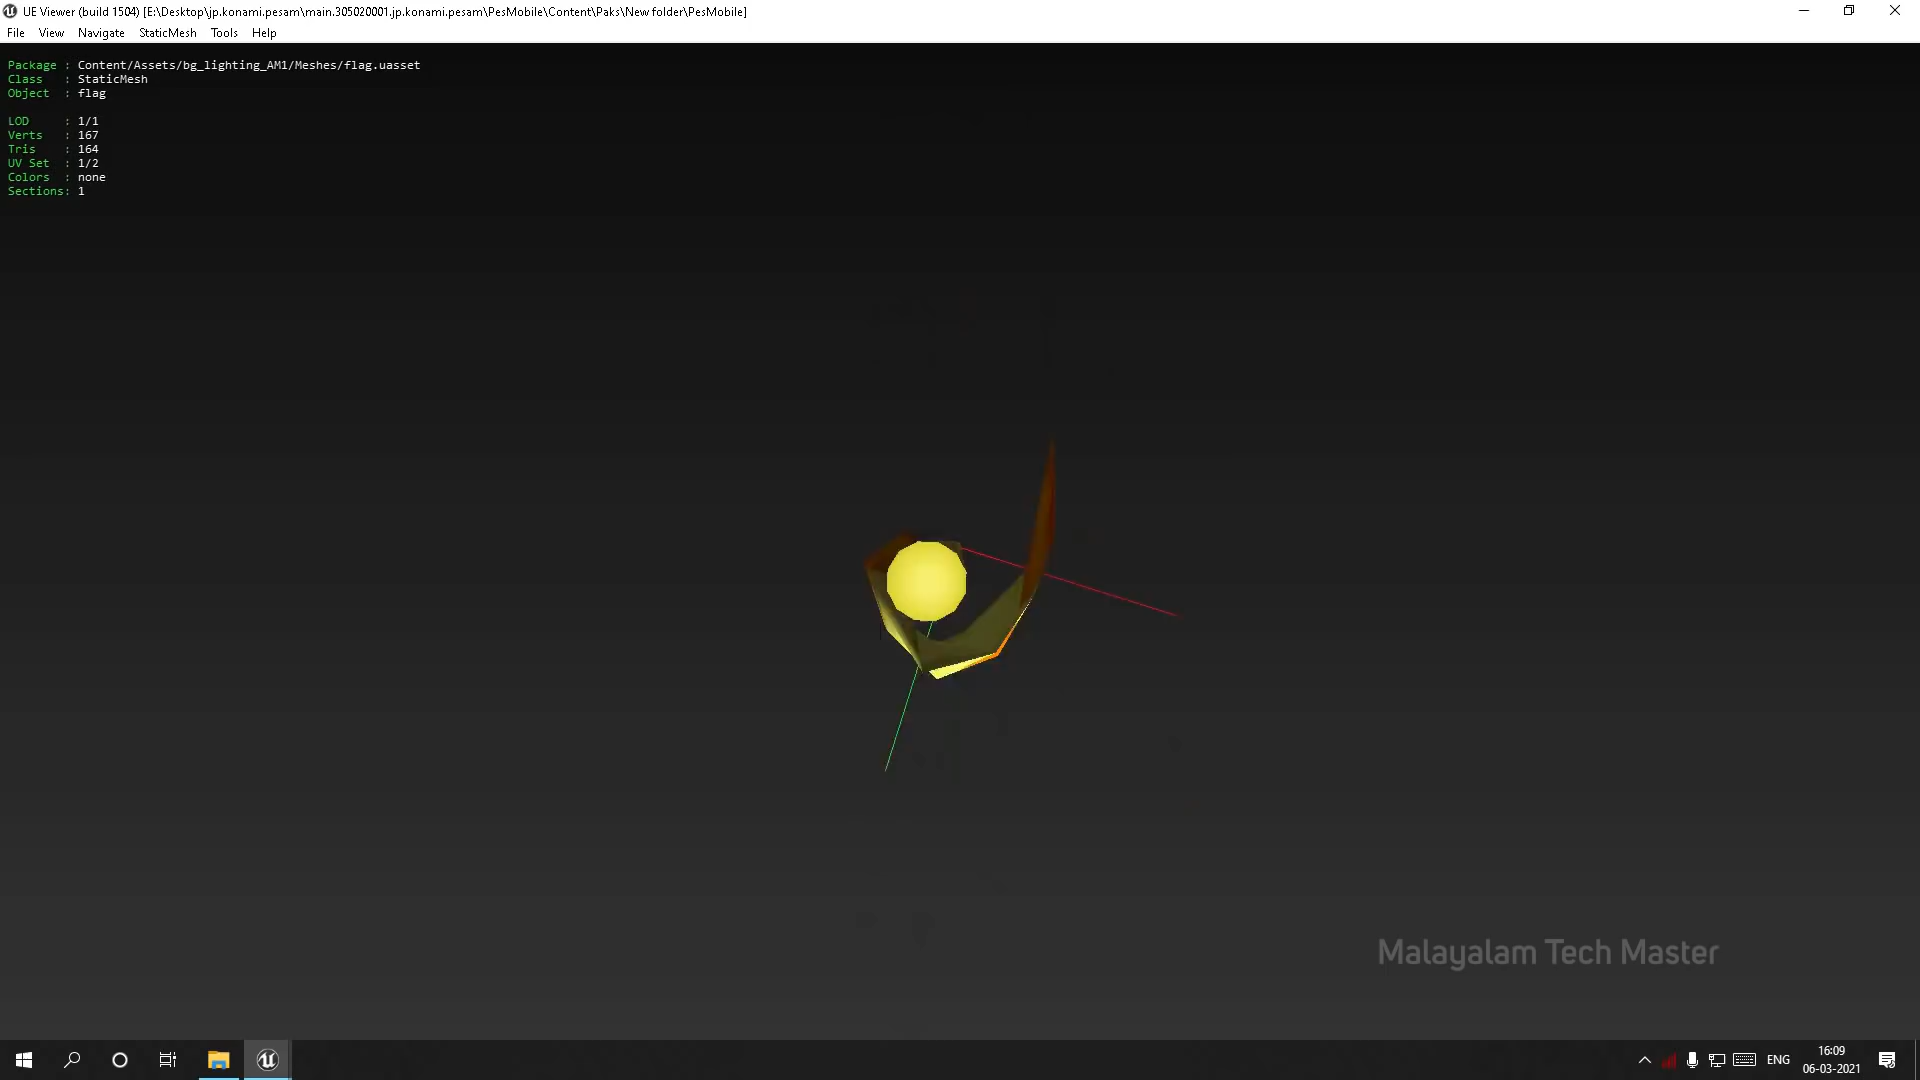 UE Viewer (build 1504) [E:\Desktop\jp.konami.pesam\main.305020001.jp.konami.pesam\PesMobile\Content\Paks\New folder\PesMobile]
File View Navigate StaticMesh Tools Help
Package : Content/Assets/bg_lighting_AM1/Meshes/flag.uasset
Class : StaticMesh
Object : flag
LOD : 1/1
Verts : 167
Tris : 164
UV Set : 1/2
Colors : none
Sections: 1
Malayalam Tech Master
ENG
16:09
06-03-2021